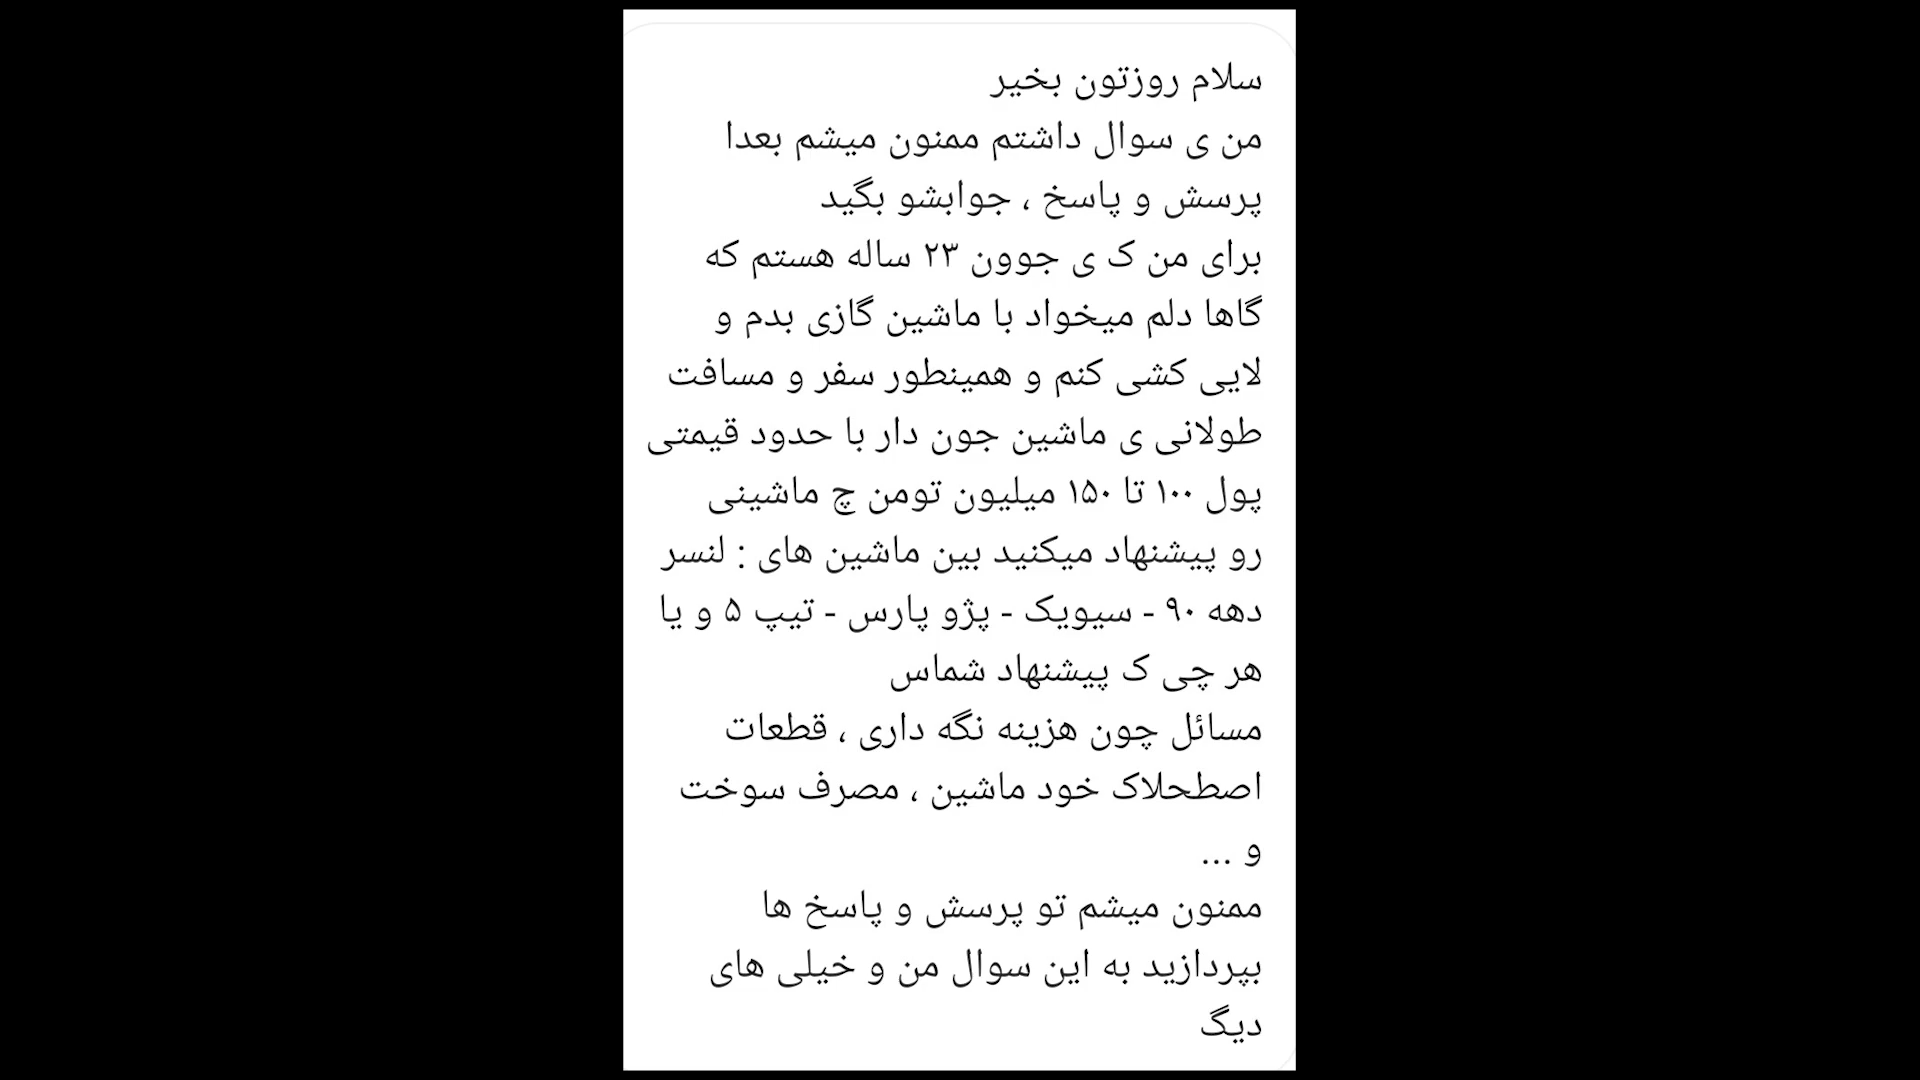 سلام روزتون بخیر
من ی سوال داشتم ممنون میشم بعدا
پرسش و پاسخ ، جوابشو بگید
برای من ک ی جوون ۲۳ ساله هستم که
گاها دلم میخواد با ماشین گازی بدم و
لایی کشی کنم و همینطور سفر و مسافت
طولانی ی ماشین جون دار با حدود قیمتی
پول ۱۰۰ تا ۱۵۰ میلیون تومن چ ماشینی
رو پیشنهاد میکنید بین ماشین های : لنسر
دهه ۹۰ - سیویک - پژو پارس - تیپ ۵ و یا
هر چی ک پیشنهاد شماس
مسائل چون هزینه نگه داری ، قطعات
اصطحلاک خود ماشین ، مصرف سوخت
و ...
ممنون میشم تو پرسش و پاسخ ها
بپردازید به این سوال من و خیلی های
دیگ